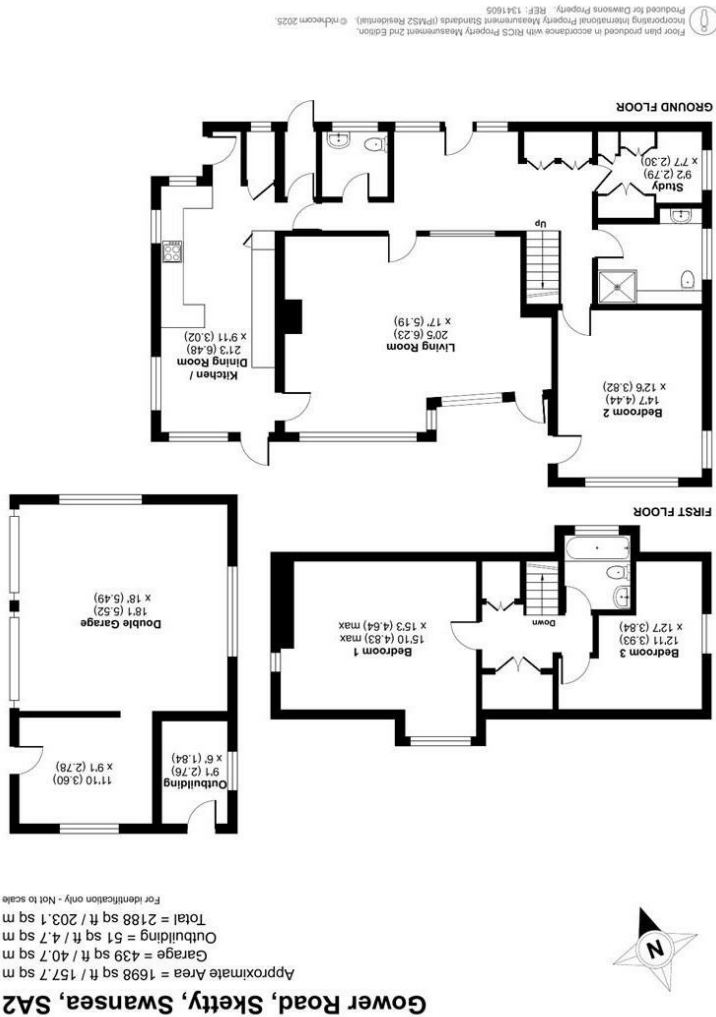 Gower Road, Sketty, Swansea, SA2
Approximate Area = 1698 sq ft / 157.7 sq m
Garage = 439 sq ft / 40.7 sq m
Outbuilding = 51 sq ft / 4.7 sq m
Total = 2188 sq ft / 203.1 sq m
For identification only - Not to scale
N
Outbuilding
9'1 (2.76)
x 6' (1.84)
11'10 (3.60)
x 9'1 (2.78)
Double Garage
18'1 (5.52)
x 18' (5.49)
Bedroom 3
12'11 (3.93)
x 12'7 (3.84)
Down
Bedroom 1
15'10 (4.83) max
x 15'3 (4.64) max
FIRST FLOOR
Bedroom 2
14'7 (4.44)
x 12'6 (3.82)
Living Room
20'5 (6.23)
x 17' (5.19)
Kitchen /
Dining Room
21'3 (6.48)
x 9'11 (3.02)
Up
Study
9'2 (2.79)
x 7'7 (2.30)
GROUND FLOOR
Floor plan produced in accordance with RICS Property Measurement 2nd Edition,
Incorporating International Property Measurement Standards (IPMS2 Residential). © nichecom 2025.
Produced for Dawsons Property. REF: 1341605